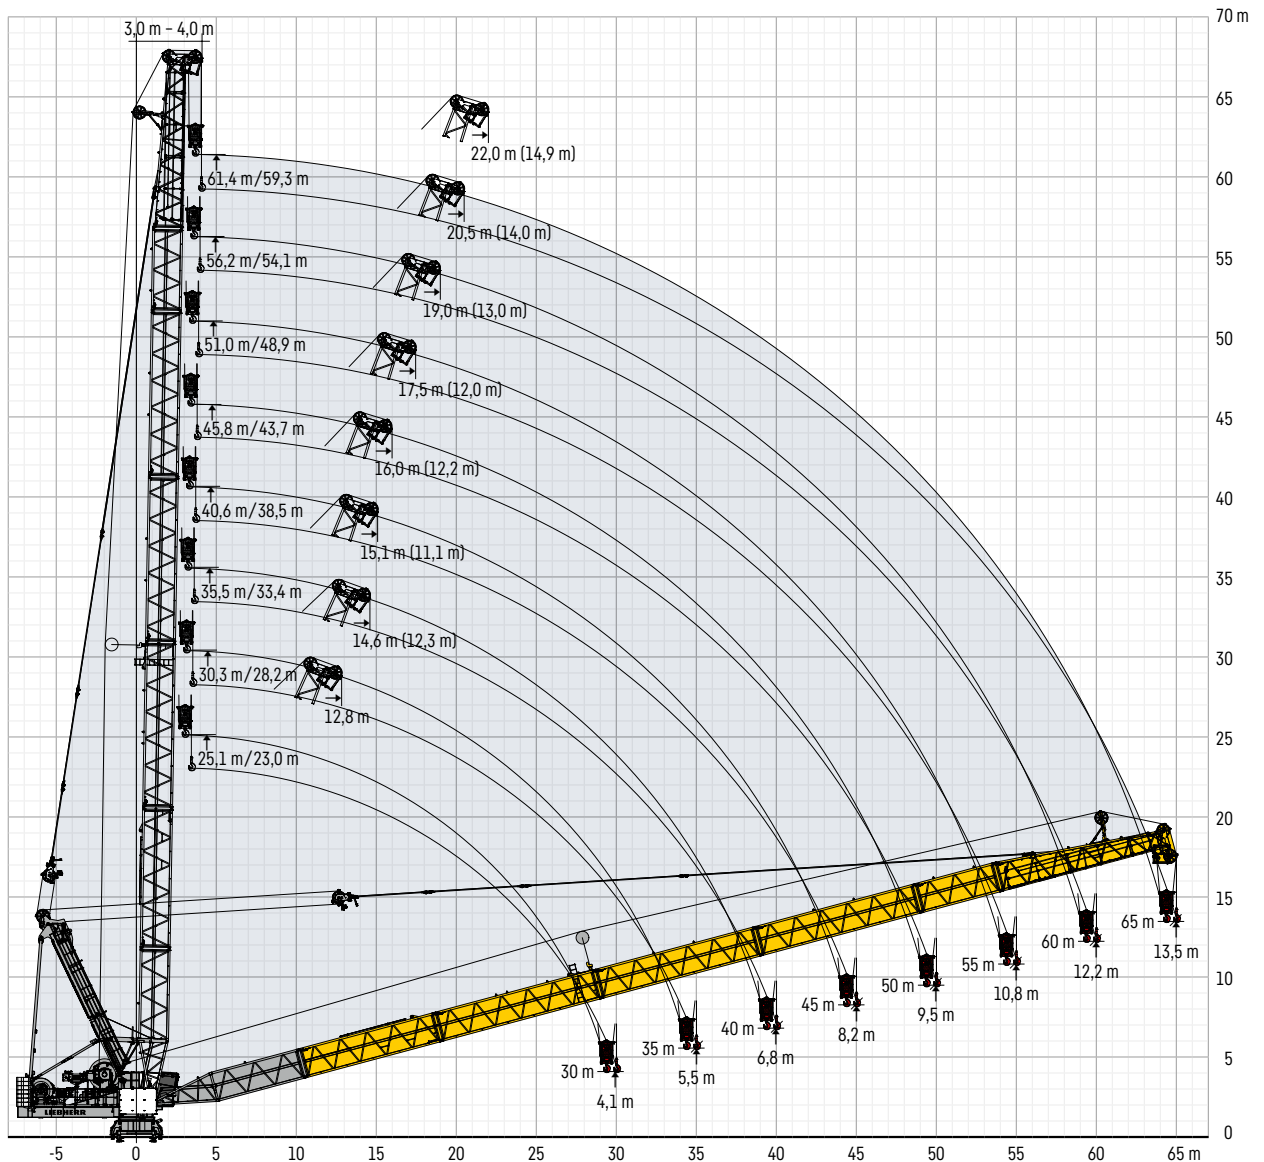 3,0 m – 4,0 m
70 m
65
22,0 m (14,9 m)
61,4 m/59,3 m
60
20,5 m (14,0 m)
56,2 m/54,1 m
55
19,0 m (13,0 m)
51,0 m/48,9 m
50
17,5 m (12,0 m)
45,8 m/43,7 m
45
16,0 m (12,2 m)
40,6 m/38,5 m
40
15,1 m (11,1 m)
35,5 m/33,4 m
35
14,6 m (12,3 m)
30,3 m/28,2 m
30
12,8 m
25,1 m/23,0 m
25
20
15
65 m
13,5 m
60 m
12,2 m
55 m
10,8 m
10
50 m
9,5 m
45 m
8,2 m
40 m
6,8 m
35 m
5,5 m
5
30 m
4,1 m
LIEBHERR
0
-5 0 5 10 15 20 25 30 35 40 45 50 55 60 65 m